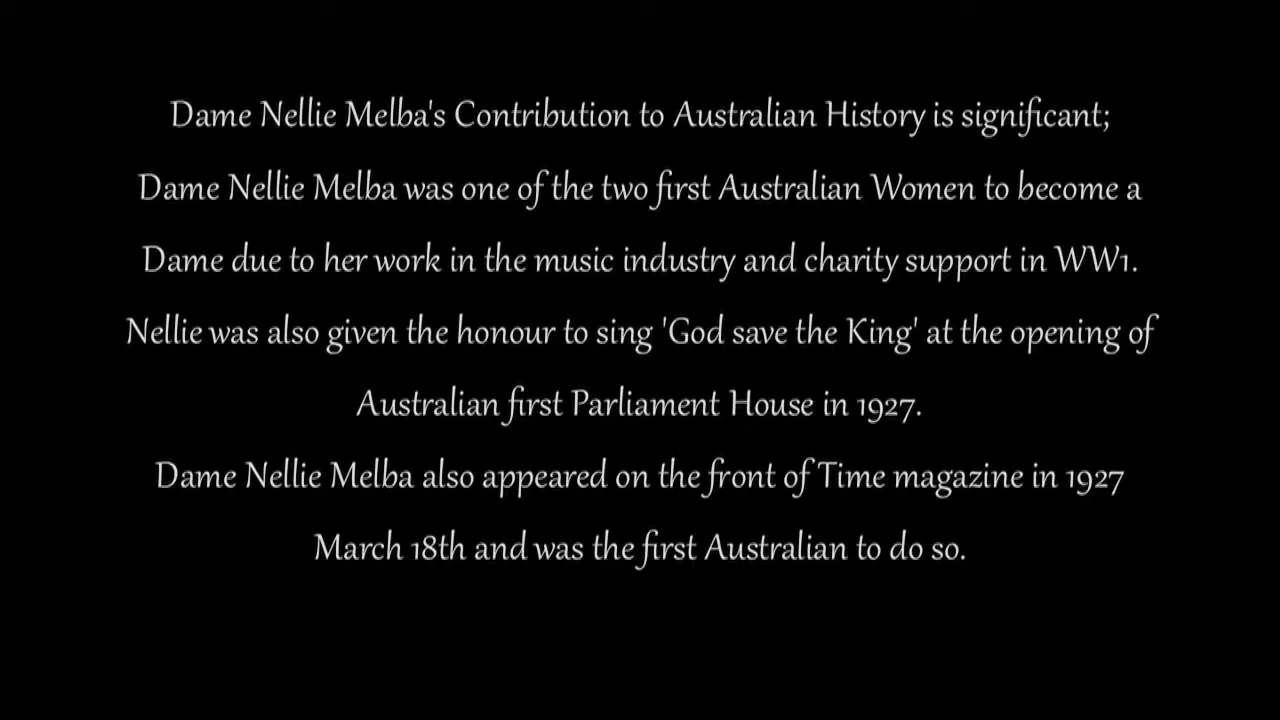 Dame Nellie Melba's Contribution to Australian History is significant;
Dame Nellie Melba was one of the two first Australian Women to become a
Dame due to her work in the music industry and charity support in WW1.
Nellie was also given the honour to sing 'God save the King' at the opening of
Australian first Parliament House in 1927.
Dame Nellie Melba also appeared on the front of Time magazine in 1927
March 18th and was the first Australian to do so.